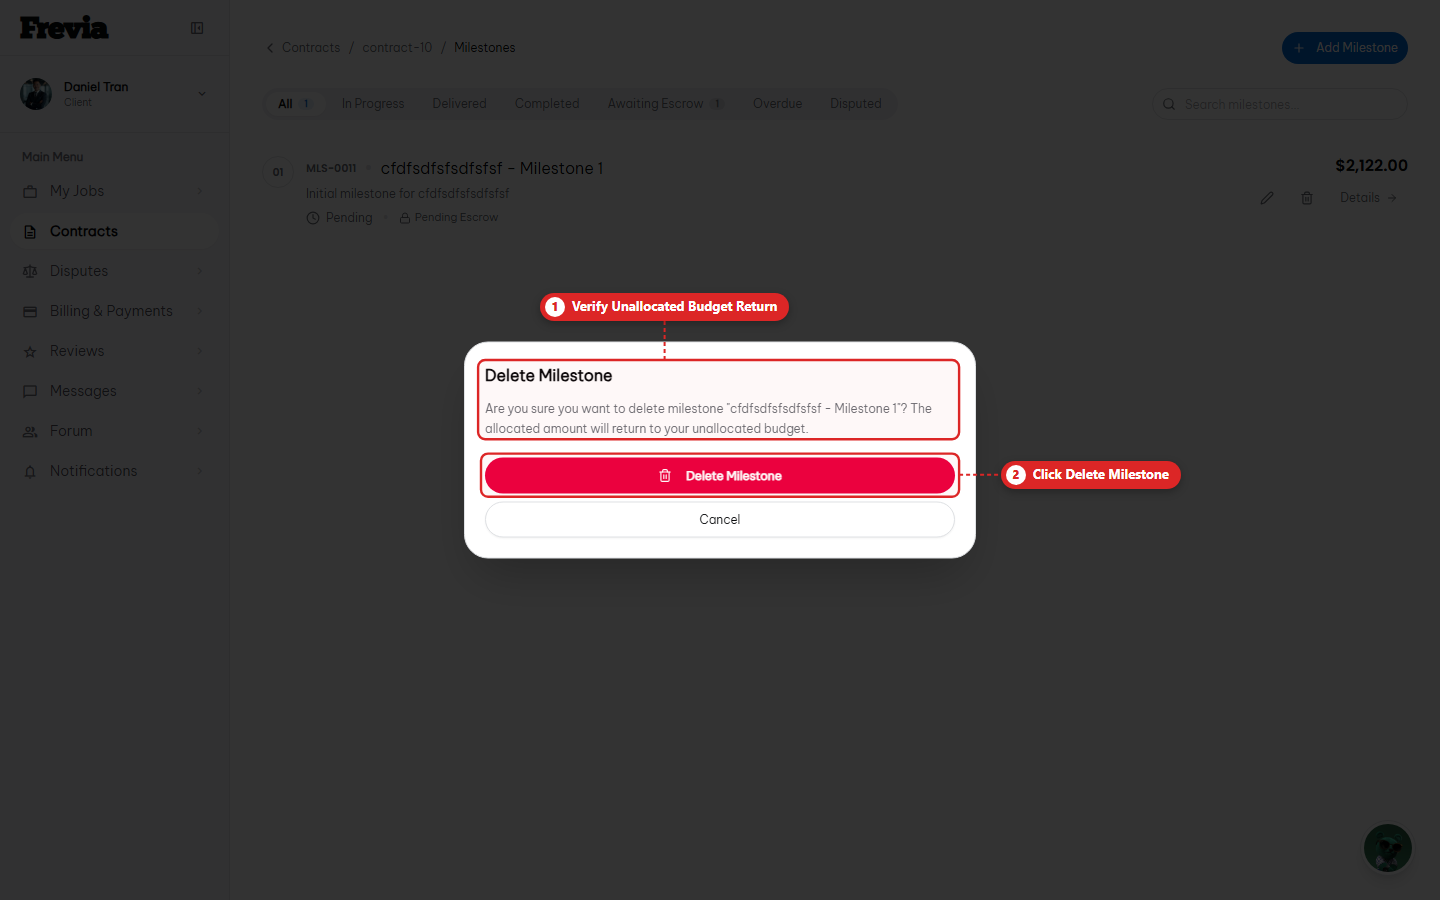 Frevia
Daniel Tran
Client
Main Menu
My Jobs
Contracts
Disputes
Billing & Payments
Reviews
Messages
Forum
Notifications
Contracts / contract-10 / Milestones
Add Milestone
All 1 In Progress Delivered Completed Awaiting Escrow 1 Overdue Disputed
Search milestones...
01 MLS-0011 · cfdfsdfsfsdfsfsf - Milestone 1
$2,122.00
Initial milestone for cfdfsdfsfsdfsfsf
Pending · Pending Escrow
Details →
1 Verify Unallocated Budget Return
Delete Milestone
Are you sure you want to delete milestone "cfdfsdfsfsdfsfsf - Milestone 1"? The
allocated amount will return to your unallocated budget.
Delete Milestone
2 Click Delete Milestone
Cancel